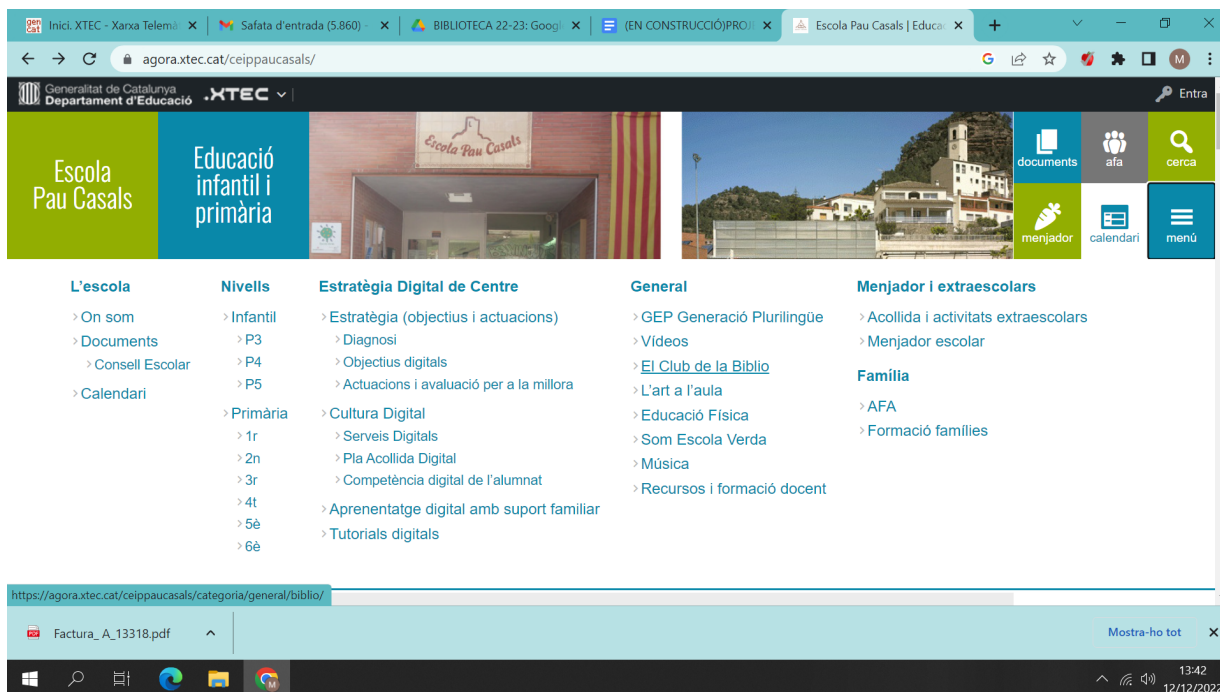 Inici. XTEC - Xarxa Telemà
Safata d'entrada (5.860) -
BIBLIOTECA 22-23: Googl
(EN CONSTRUCCIÓ)PROJ
Escola Pau Casals | Educac
agora.xtec.cat/ceippaucasals/
M
Generalitat de Catalunya
Departament d'Educació
.XTEC
Entra
Escola
Pau Casals
Educació
infantil i
primària
Escola Pau Casals
documents
afa
cerca
menjador
calendari
menú
L'escola
On som
Documents
Consell Escolar
Calendari
Nivells
Infantil
P3
P4
P5
Primària
1r
2n
3r
4t
5è
6è
Estratègia Digital de Centre
Estratègia (objectius i actuacions)
Diagnosi
Objectius digitals
Actuacions i avaluació per a la millora
Cultura Digital
Serveis Digitals
Pla Acollida Digital
Competència digital de l'alumnat
Aprenentatge digital amb suport familiar
Tutorials digitals
General
GEP Generació Plurilingüe
Vídeos
El Club de la Biblio
L'art a l'aula
Educació Física
Som Escola Verda
Música
Recursos i formació docent
Menjador i extraescolars
Acollida i activitats extraescolars
Menjador escolar
Família
AFA
Formació famílies
https://agora.xtec.cat/ceippaucasals/categoria/general/biblio/
Factura_ A_13318.pdf
Mostra-ho tot
13:42
12/12/2022